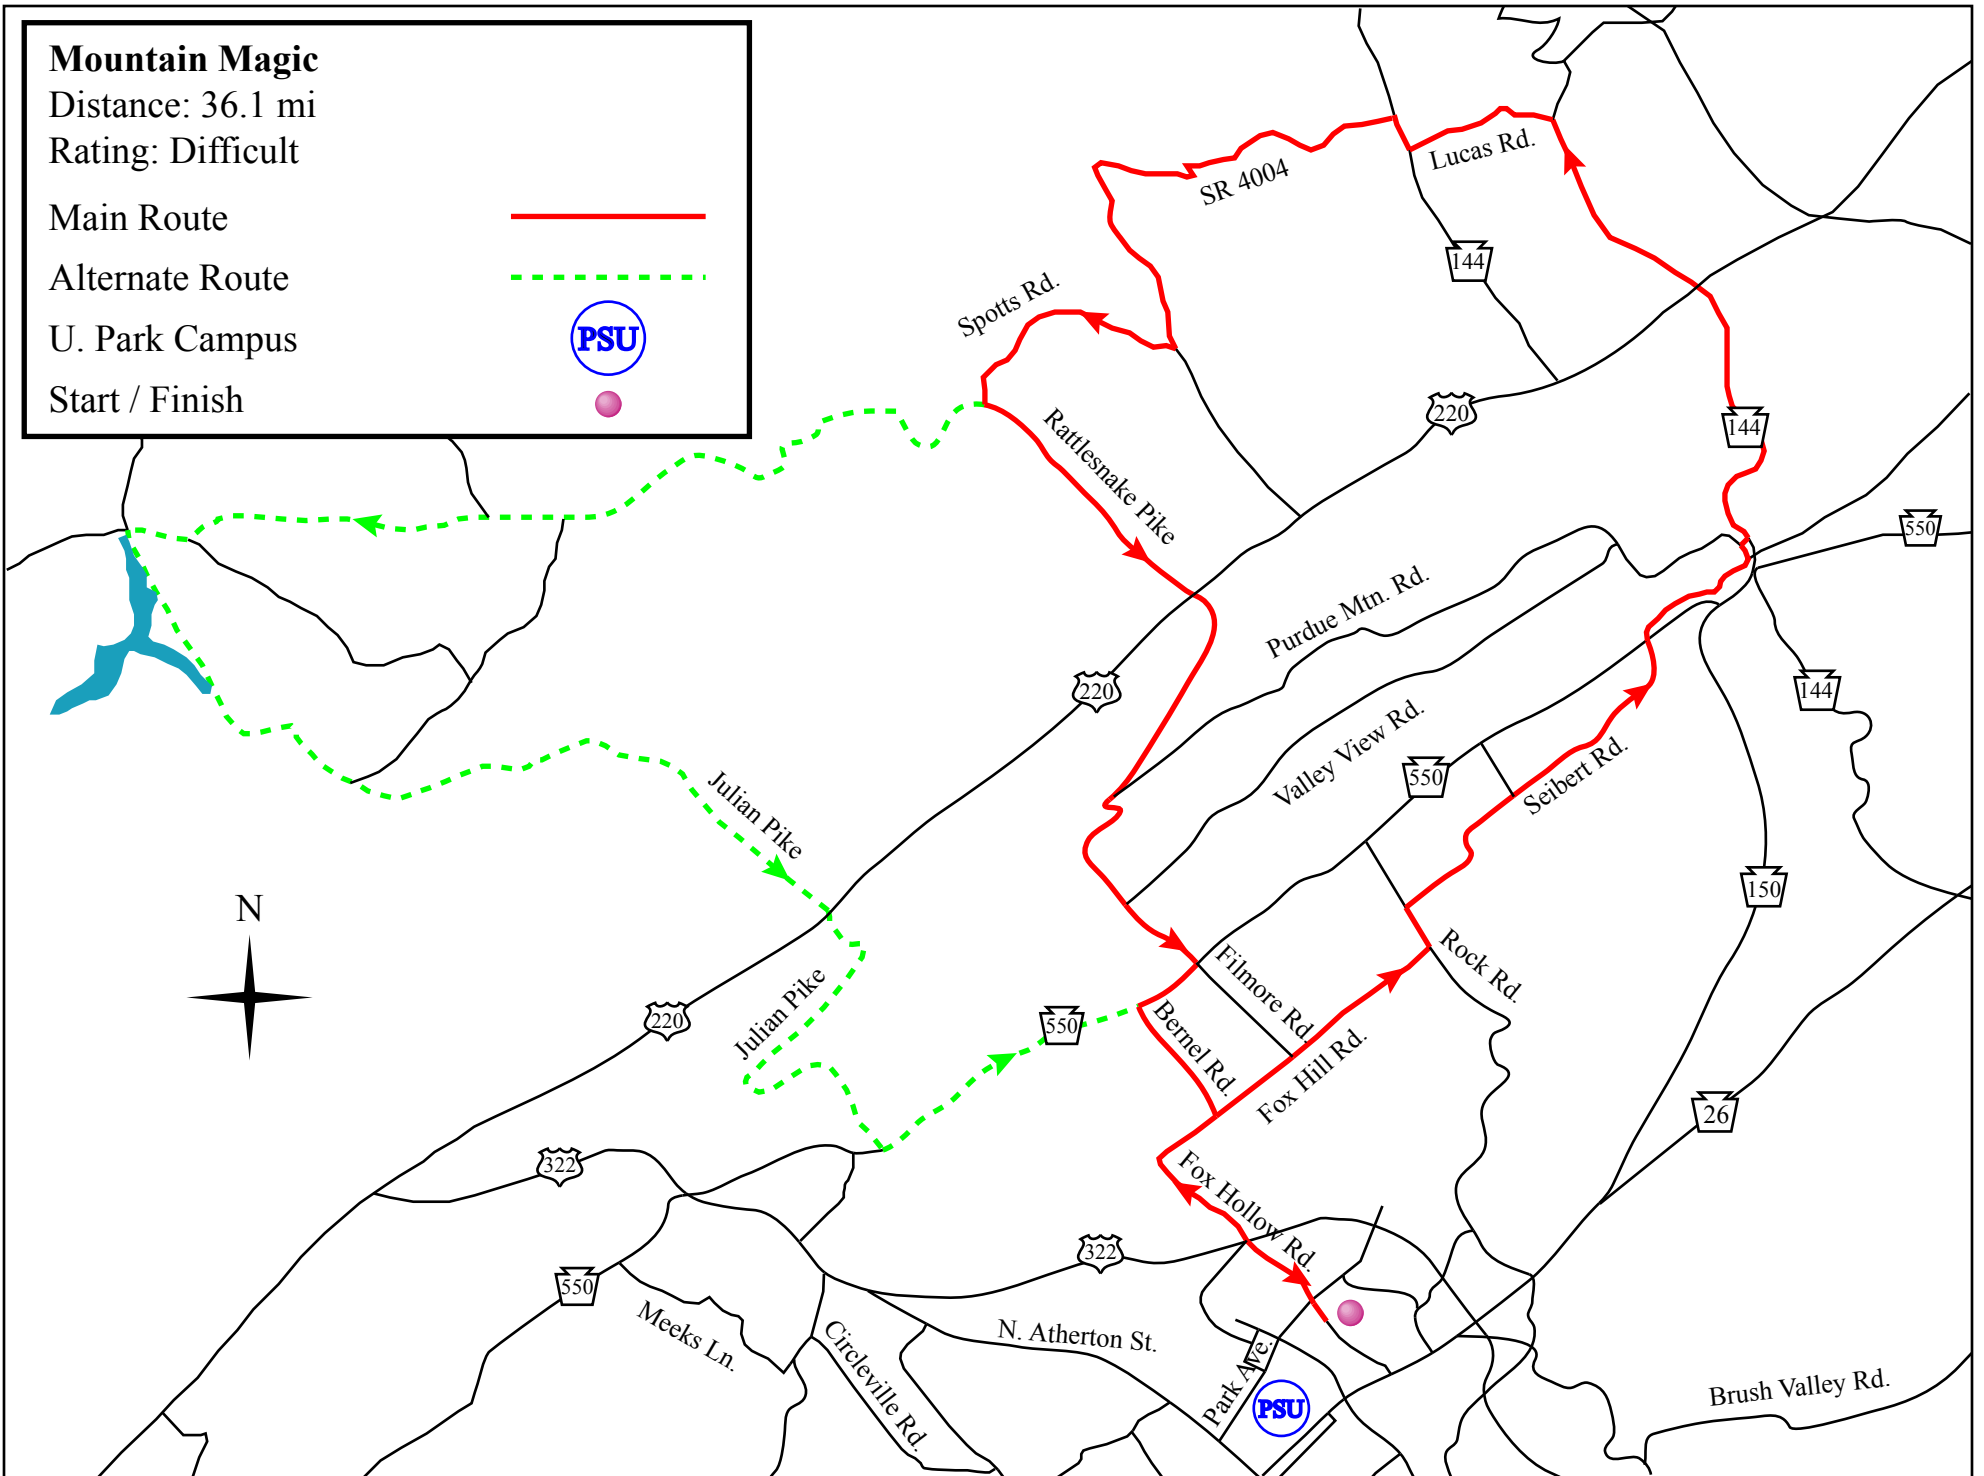 Mountain Magic
Distance: 36.1 mi
Rating: Difficult
Main Route
Alternate Route
U. Park Campus
PSU
Start / Finish
Lucas Rd.
SR 4004
144
Spotts Rd.
220
Rattlesnake Pike
144
550
Purdue Mtn. Rd.
220
144
Valley View Rd.
550
Seibert Rd.
Julian Pike
150
N
Filmore Rd.
Rock Rd.
Julian Pike
220
550
Bernel Rd.
Fox Hill Rd.
26
322
Fox Hollow Rd.
322
550
Meeks Ln.
N. Atherton St.
Circleville Rd.
Park Ave.
PSU
Brush Valley Rd.